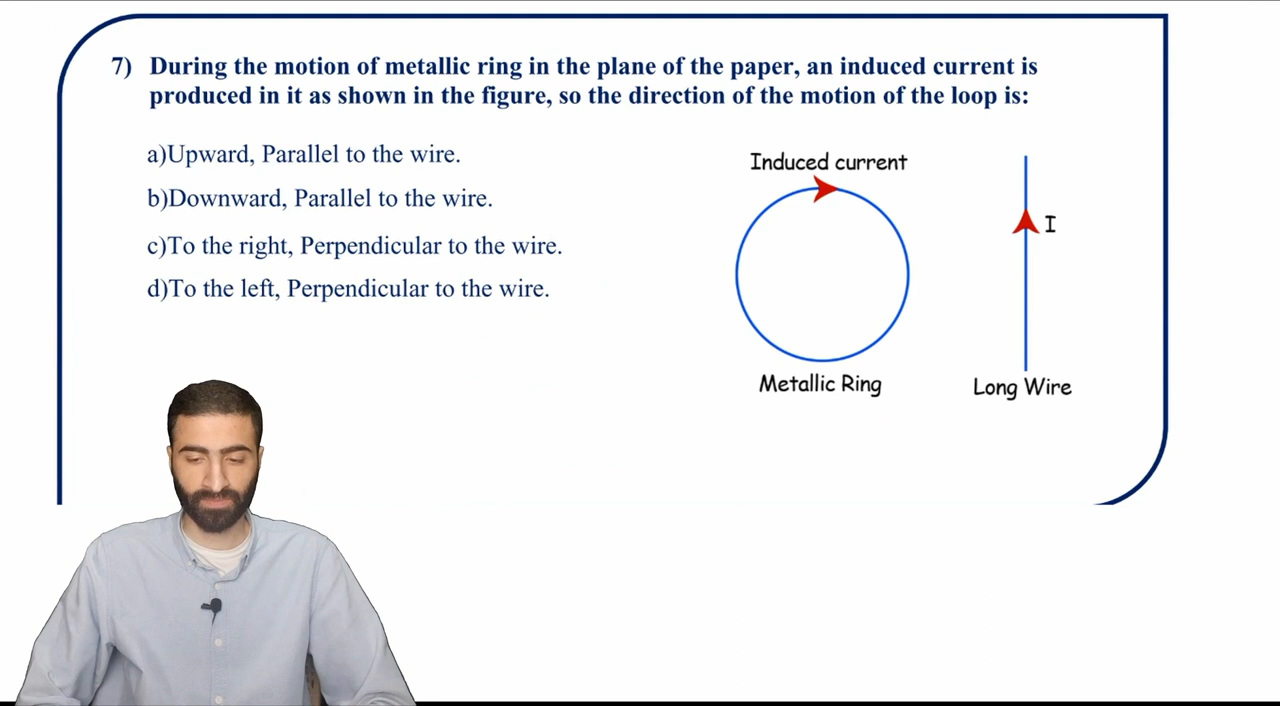 7) During the motion of metallic ring in the plane of the paper, an induced current is
produced in it as shown in the figure, so the direction of the motion of the loop is:
a)Upward, Parallel to the wire.
b)Downward, Parallel to the wire.
c)To the right, Perpendicular to the wire.
d)To the left, Perpendicular to the wire.
Induced current
I
Metallic Ring
Long Wire